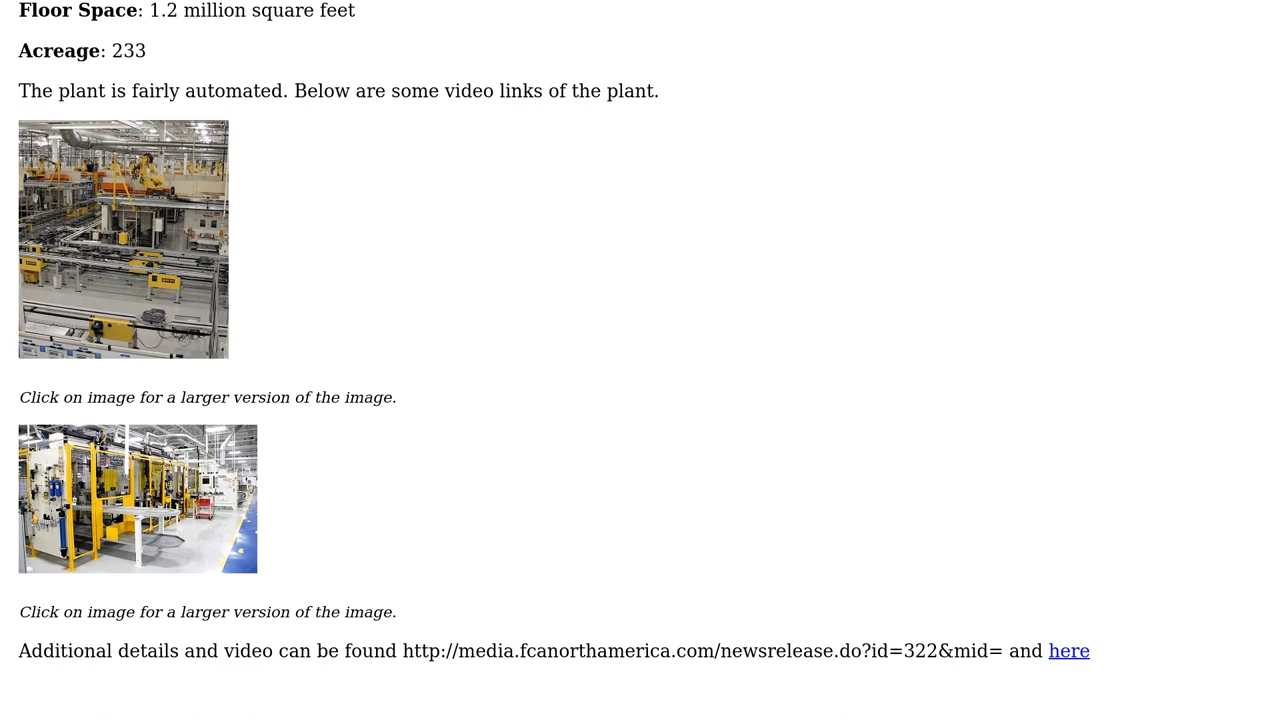 Floor Space: 1.2 million square feet
Acreage: 233
The plant is fairly automated. Below are some video links of the plant.
Click on image for a larger version of the image.
Click on image for a larger version of the image.
Additional details and video can be found http://media.fcanorthamerica.com/newsrelease.do?id=322&mid= and here